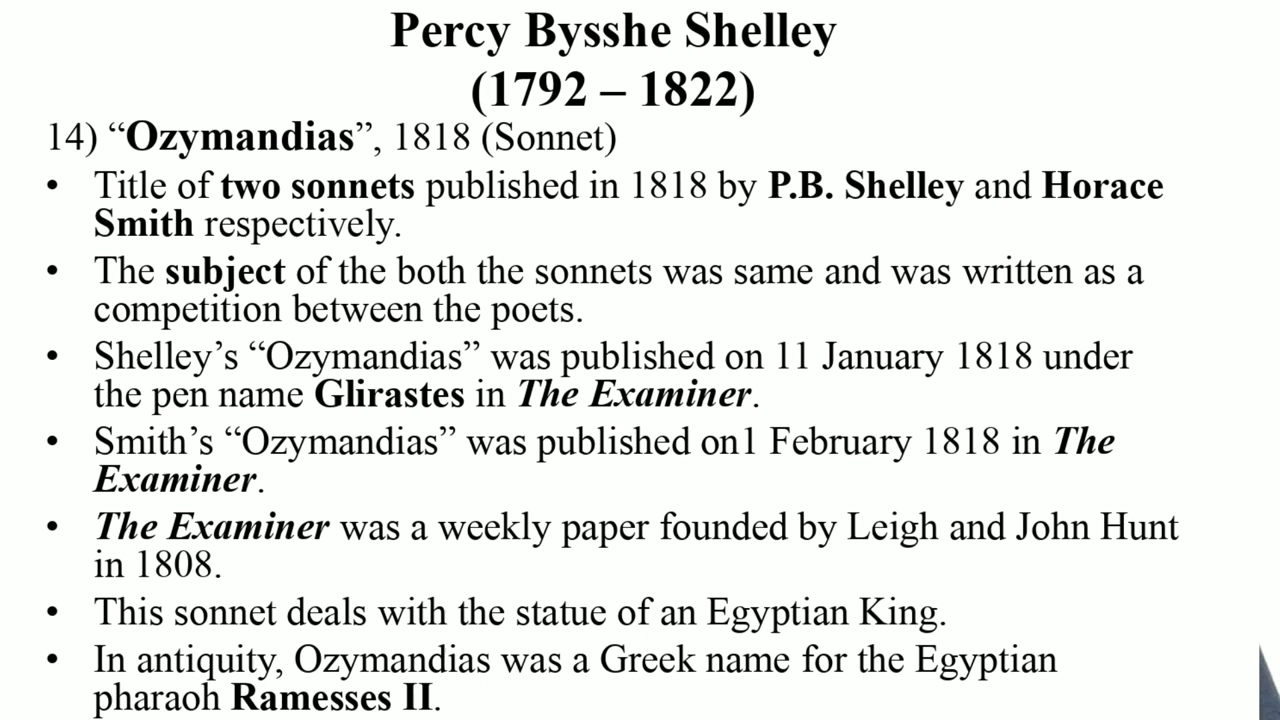 Percy Bysshe Shelley
(1792 – 1822)
14) “Ozymandias”, 1818 (Sonnet)
• Title of two sonnets published in 1818 by P.B. Shelley and Horace
Smith respectively.
• The subject of the both the sonnets was same and was written as a
competition between the poets.
• Shelley’s “Ozymandias” was published on 11 January 1818 under
the pen name Glirastes in The Examiner.
• Smith’s “Ozymandias” was published on1 February 1818 in The
Examiner.
• The Examiner was a weekly paper founded by Leigh and John Hunt
in 1808.
• This sonnet deals with the statue of an Egyptian King.
• In antiquity, Ozymandias was a Greek name for the Egyptian
pharaoh Ramesses II.